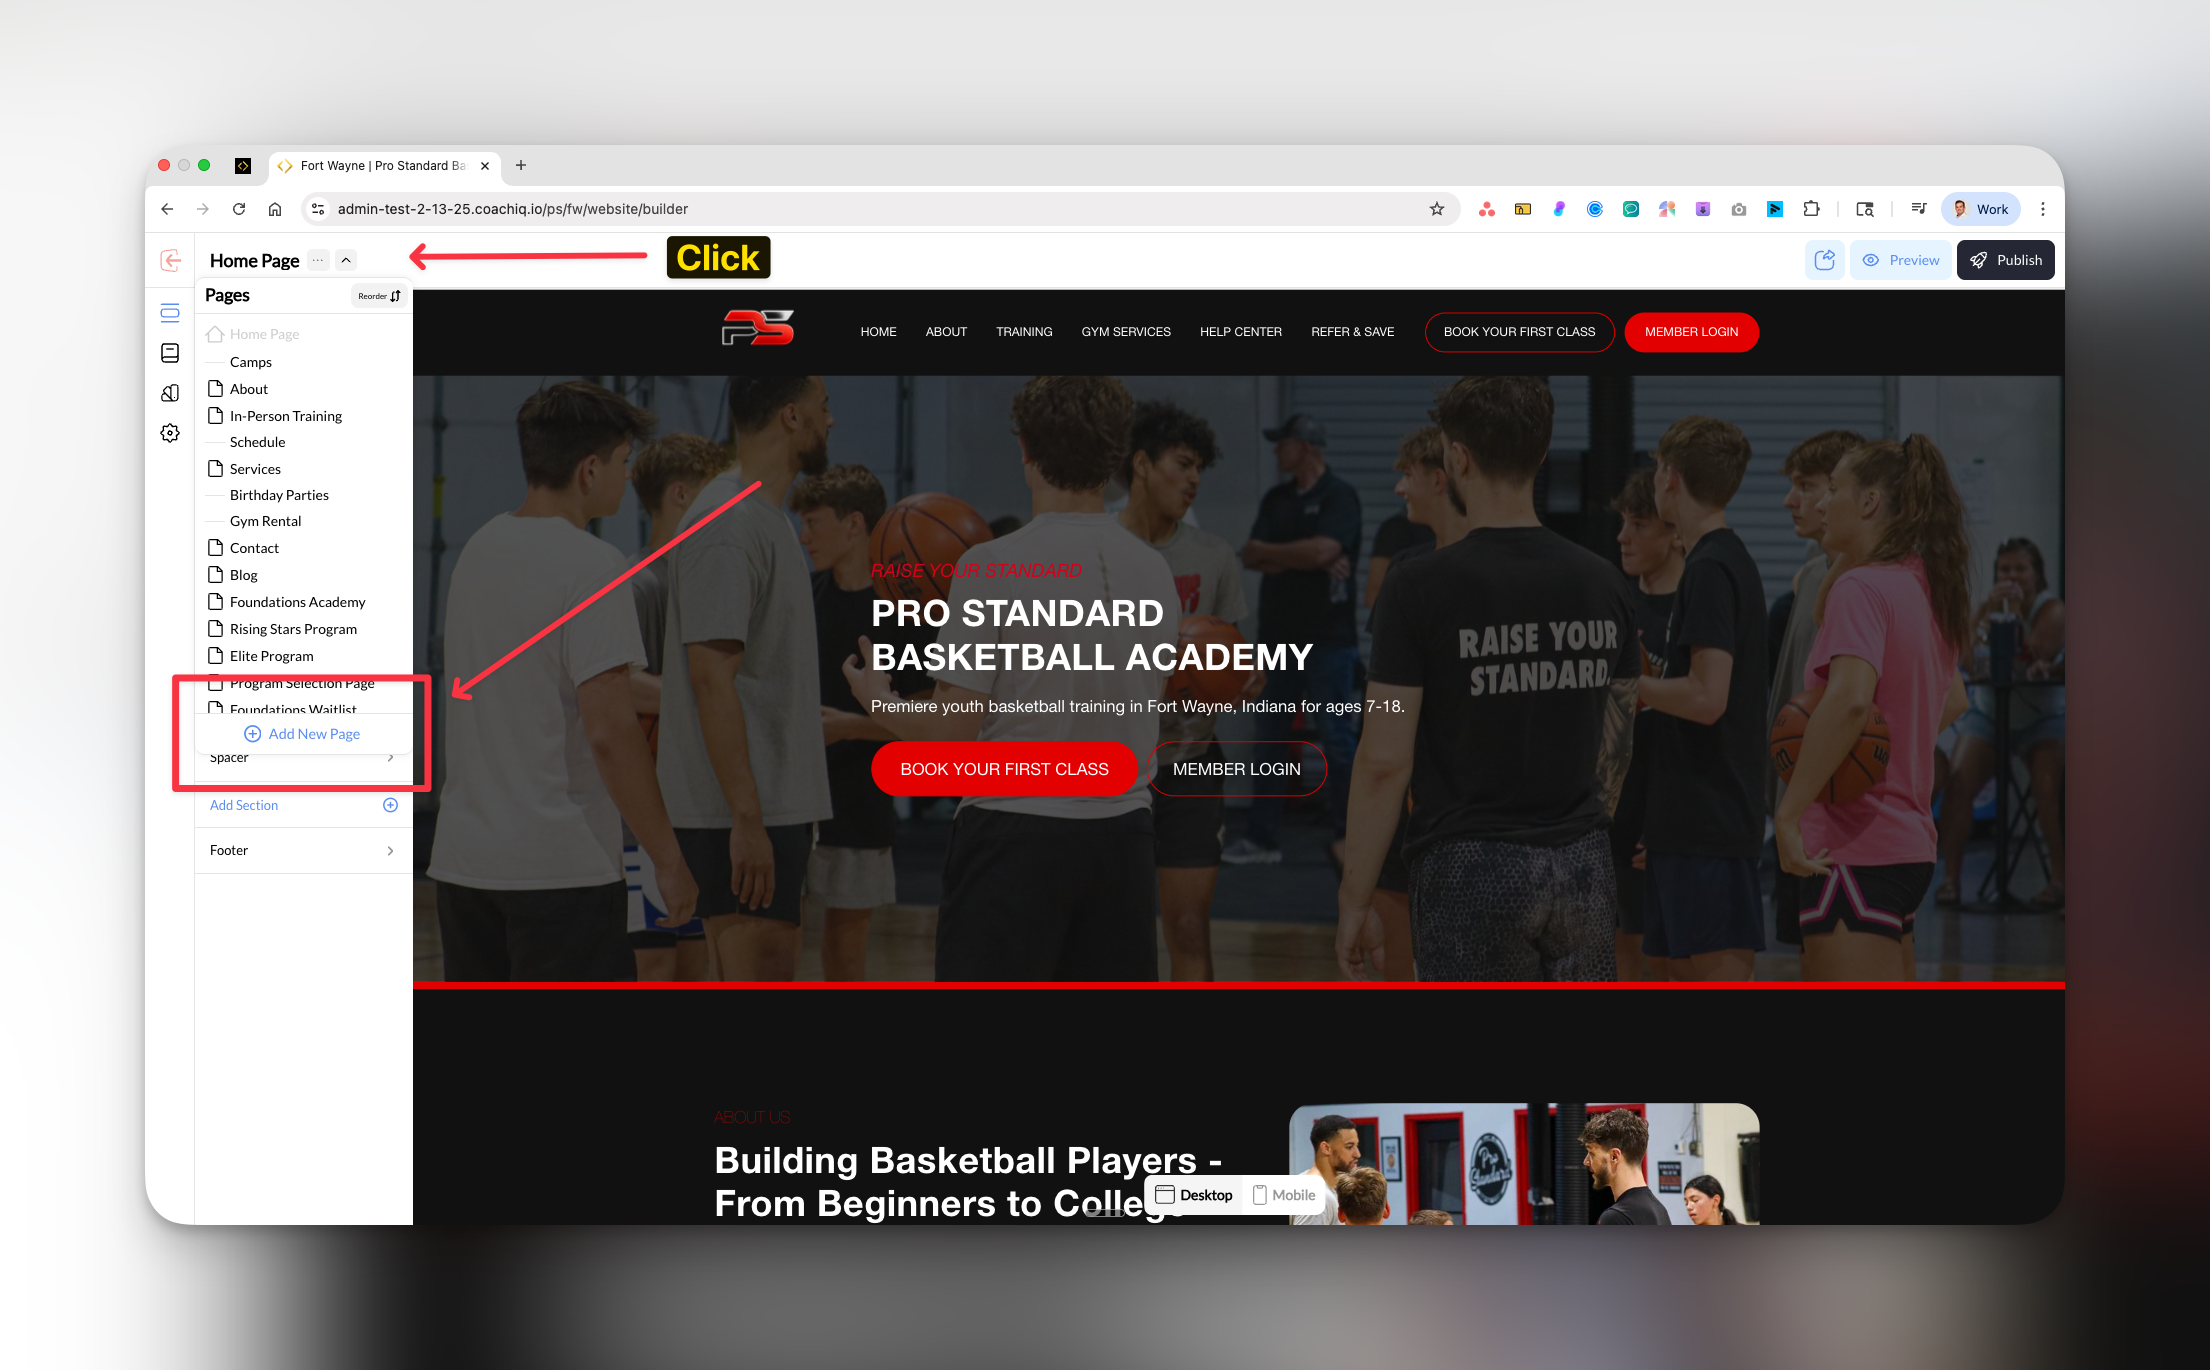 Fort Wayne | Pro Standard Ba
admin-test-2-13-25.coachiq.io/ps/fw/website/builder
Work
Home Page
Click
Preview
Publish
Pages
Reorder
Home Page
Camps
About
In-Person Training
Schedule
Services
Birthday Parties
Gym Rental
Contact
Blog
Foundations Academy
Rising Stars Program
Elite Program
Program Selection Page
Foundations Waitlist
Add New Page
Spacer
Add Section
Footer
PS
HOME
ABOUT
TRAINING
GYM SERVICES
HELP CENTER
REFER & SAVE
BOOK YOUR FIRST CLASS
MEMBER LOGIN
RAISE YOUR STANDARD
PRO STANDARD
BASKETBALL ACADEMY
Premiere youth basketball training in Fort Wayne, Indiana for ages 7-18.
BOOK YOUR FIRST CLASS
MEMBER LOGIN
RAISE YOUR
STANDARD.
ABOUT US
Building Basketball Players -
From Beginners to College
Pro
Standard
Desktop
Mobile